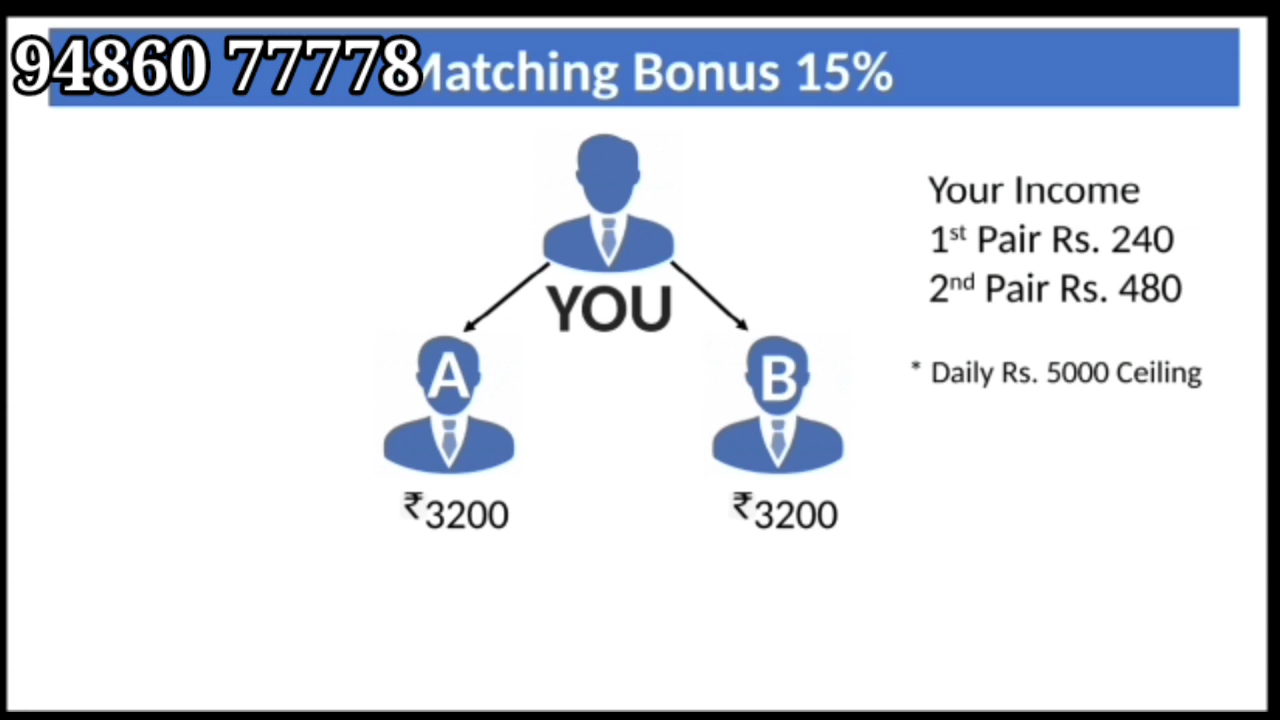 94860 77778
Matching Bonus 15%
Your Income
1st Pair Rs. 240
2nd Pair Rs. 480
* Daily Rs. 5000 Ceiling
YOU
A
B
₹3200
₹3200